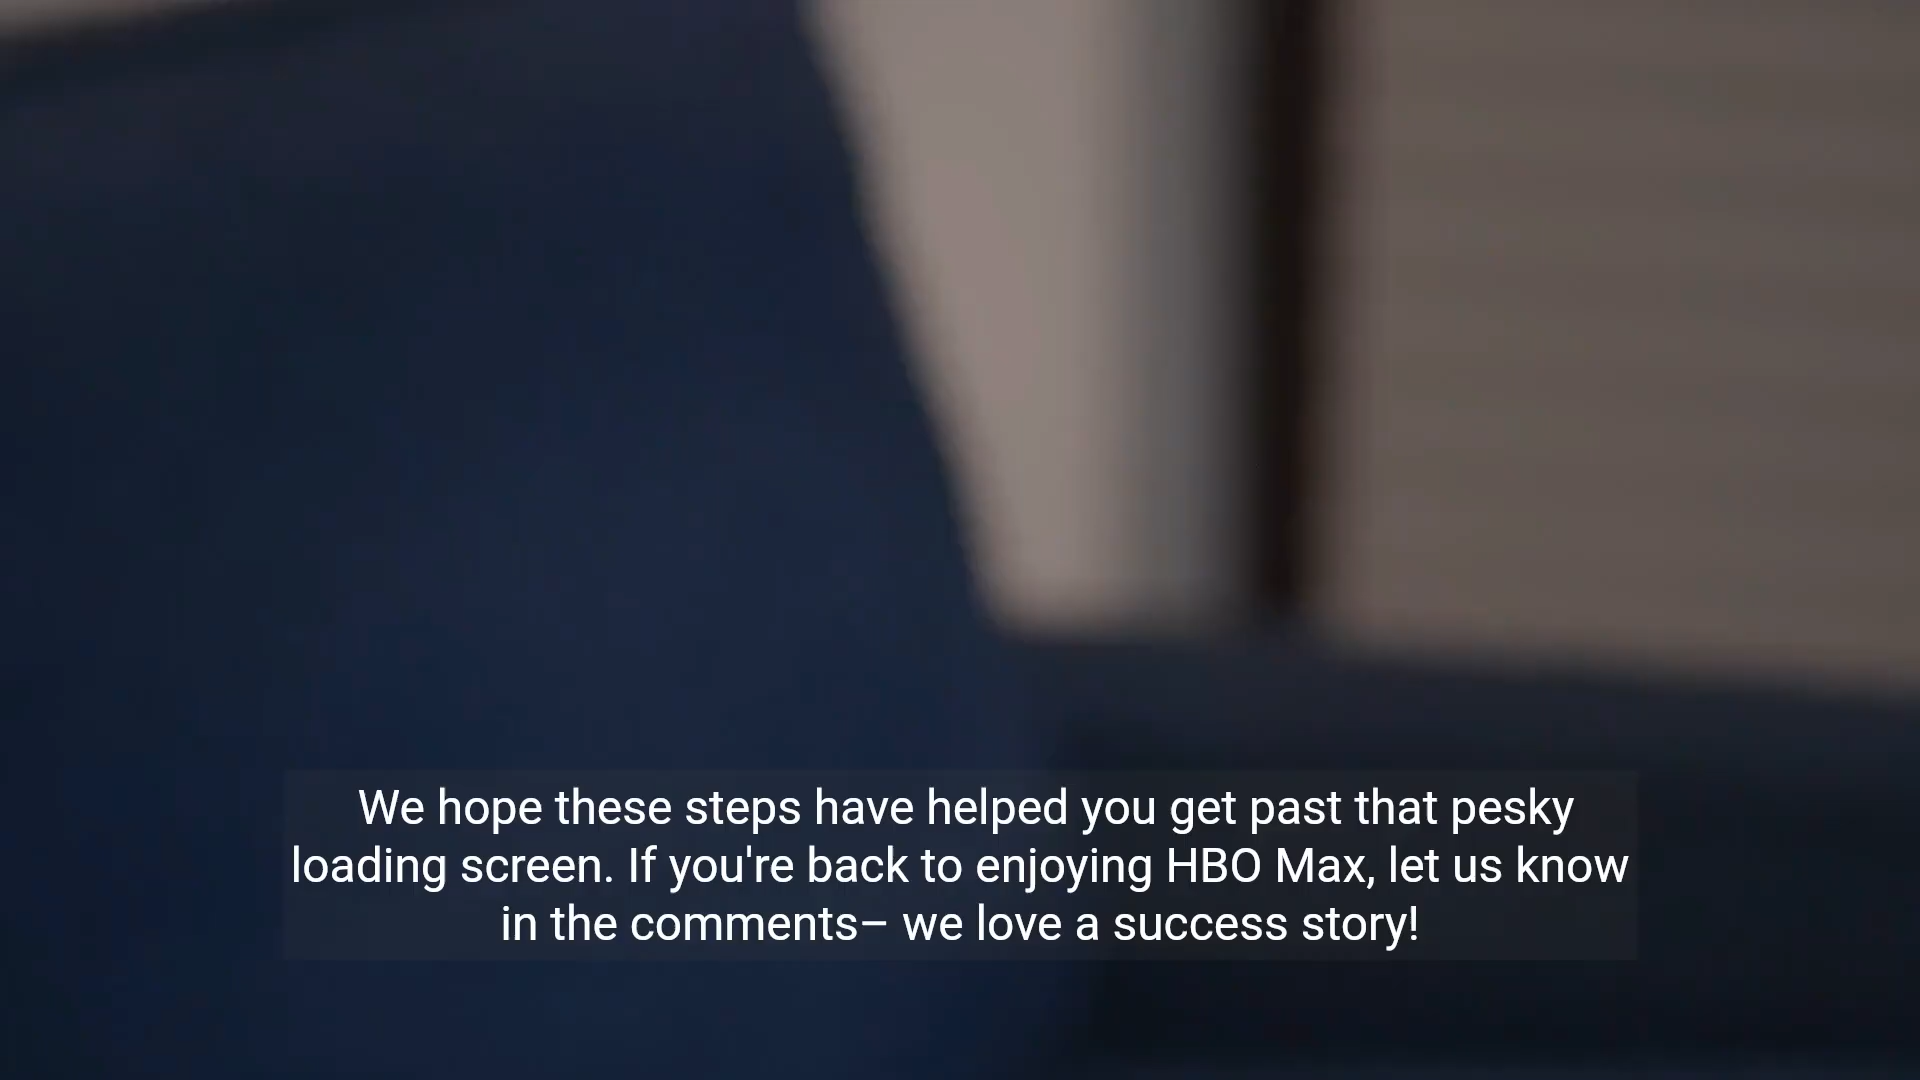 We hope these steps have helped you get past that pesky
loading screen. If you're back to enjoying HBO Max, let us know
in the comments– we love a success story!